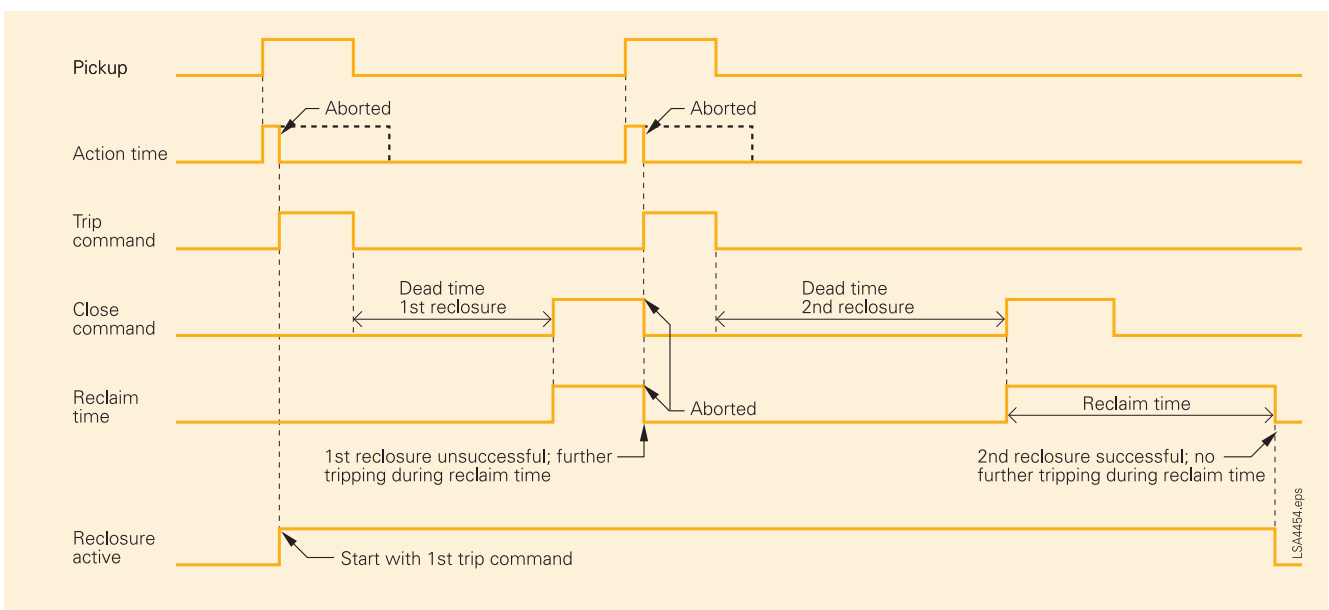 Pickup
Aborted
Aborted
Action time
Trip
command
Dead time
1st reclosure
Dead time
2nd reclosure
Close
command
Reclaim
time
Aborted
Reclaim time
1st reclosure unsuccessful; further
tripping during reclaim time
2nd reclosure successful; no
further tripping during reclaim time
Reclosure
active
Start with 1st trip command
LSA4454.eps